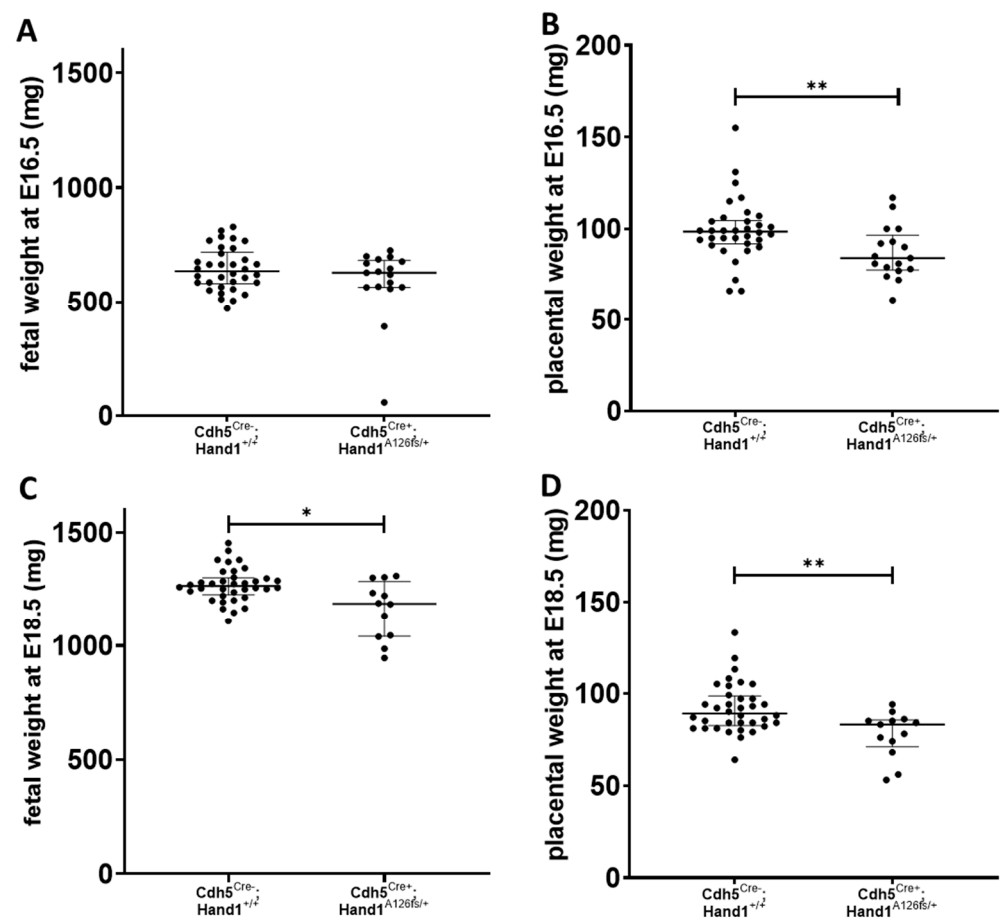 A
fetal weight at E16.5 (mg)
1500
1000
500
0
Cdh5Cre-;
Hand1+/+
Cdh5Cre+;
Hand1A126fs/+
B
placental weight at E16.5 (mg)
200
150
100
50
0
**
Cdh5Cre-;
Hand1+/+
Cdh5Cre+;
Hand1A126fs/+
C
fetal weight at E18.5 (mg)
1500
1000
500
0
*
Cdh5Cre-;
Hand1+/+
Cdh5Cre+;
Hand1A126fs/+
D
placental weight at E18.5 (mg)
200
150
100
50
0
**
Cdh5Cre-;
Hand1+/+
Cdh5Cre+;
Hand1A126fs/+